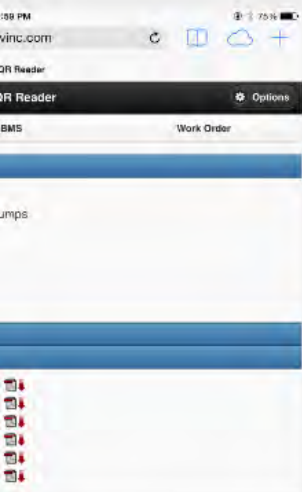 :59 PM 75%
vinc.com
QR Reader
QR Reader Options
BMS Work Order
umps